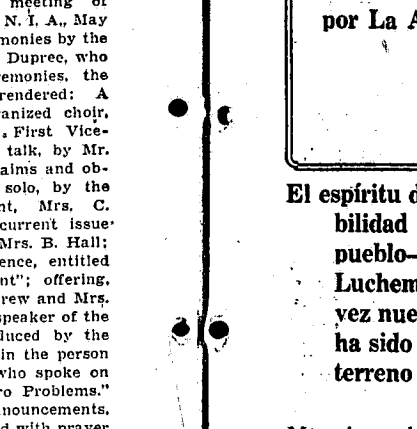 meeting of
N. I. A., May
monies by the
Dupree, who
remonies, the
rendered: A
ganized choir,
. First Vice-
talk, by Mr.
aims and ob-
solo, by the
nt, Mrs. C.
current issue
Mrs. B. Hall;
ence, entitled
nt"; offering,
rew and Mrs.
speaker of the
duced by the
in the person
who spoke on
ro Problems."
nouncements,
d with prayer
por La A
El espíritu d
bilidad
pueblo—
Luchem
vez nue
ha sido
terreno